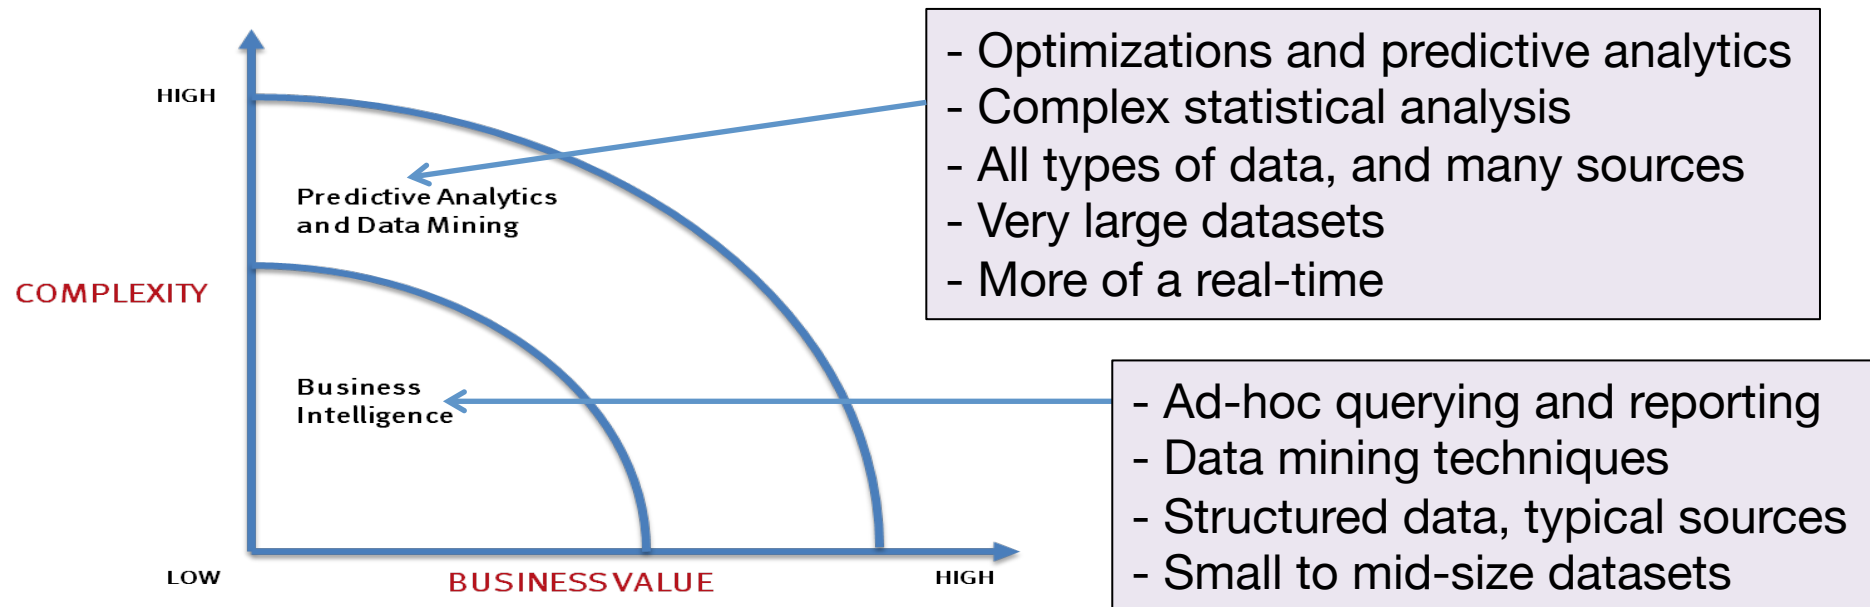 - Optimizations and predictive analytics
- Complex statistical analysis
- All types of data, and many sources
- Very large datasets
- More of a real-time
HIGH
Predictive Analytics
and Data Mining
COMPLEXITY
Business
Intelligence
- Ad-hoc querying and reporting
- Data mining techniques
- Structured data, typical sources
- Small to mid-size datasets
LOW
BUSINESS VALUE
HIGH